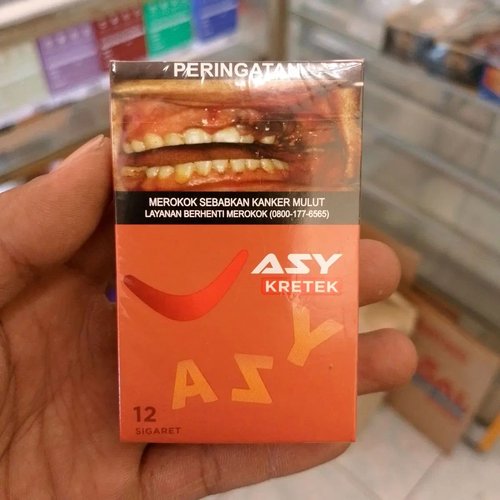 PERINGATAN
MEROKOK SEBABKAN KANKER MULUT
LAYANAN BERHENTI MEROKOK (0800-177-6565)
ASY
KRETEK
ASY
12
SIGARET